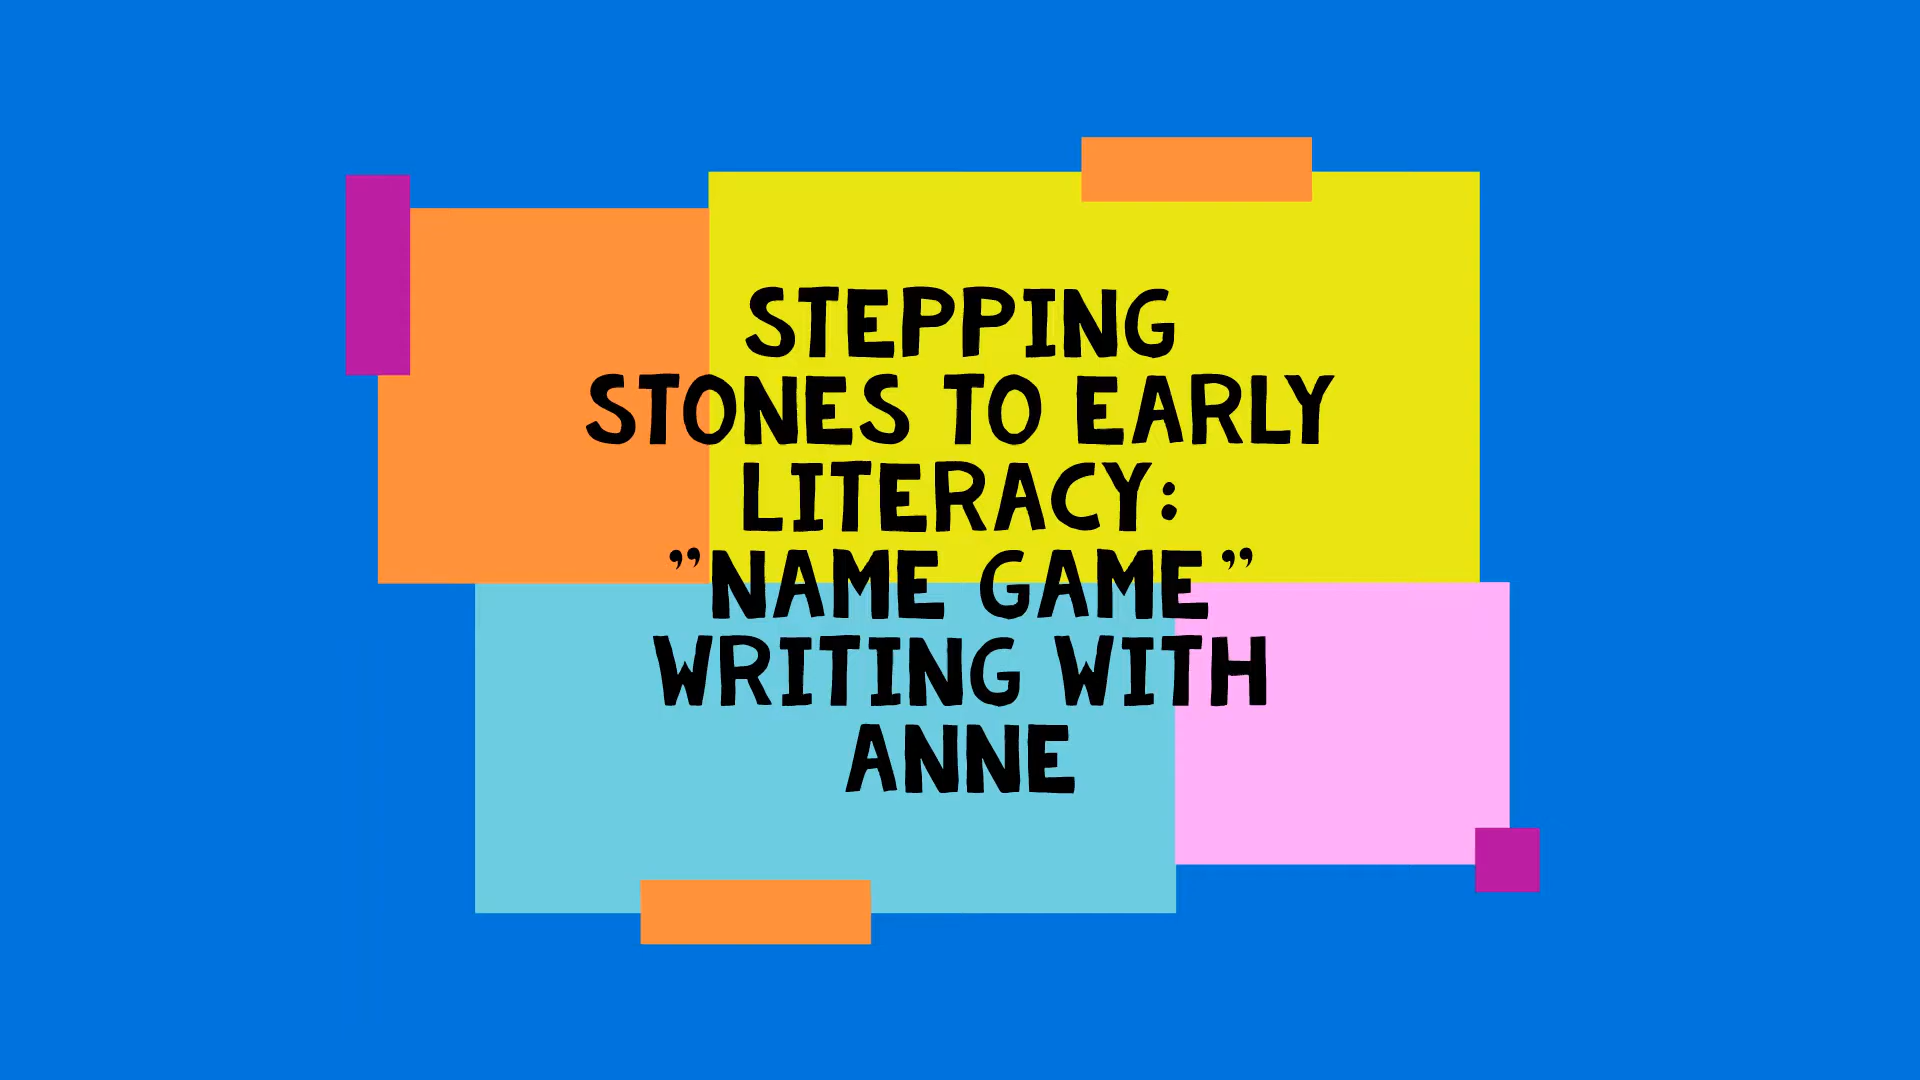 STEPPING
STONES TO EARLY
LITERACY:
”NAME GAME”
WRITING WITH
ANNE